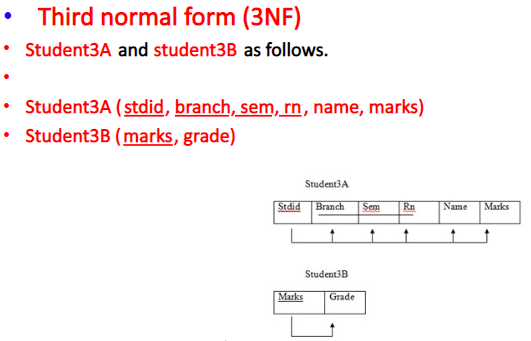 Third normal form (3NF)
Student3A and student3B as follows.
Student3A (stdid, branch, sem, rn, name, marks)
Student3B (marks, grade)
Student3A
Stdid Branch Sem Rn Name Marks
Student3B
Marks Grade